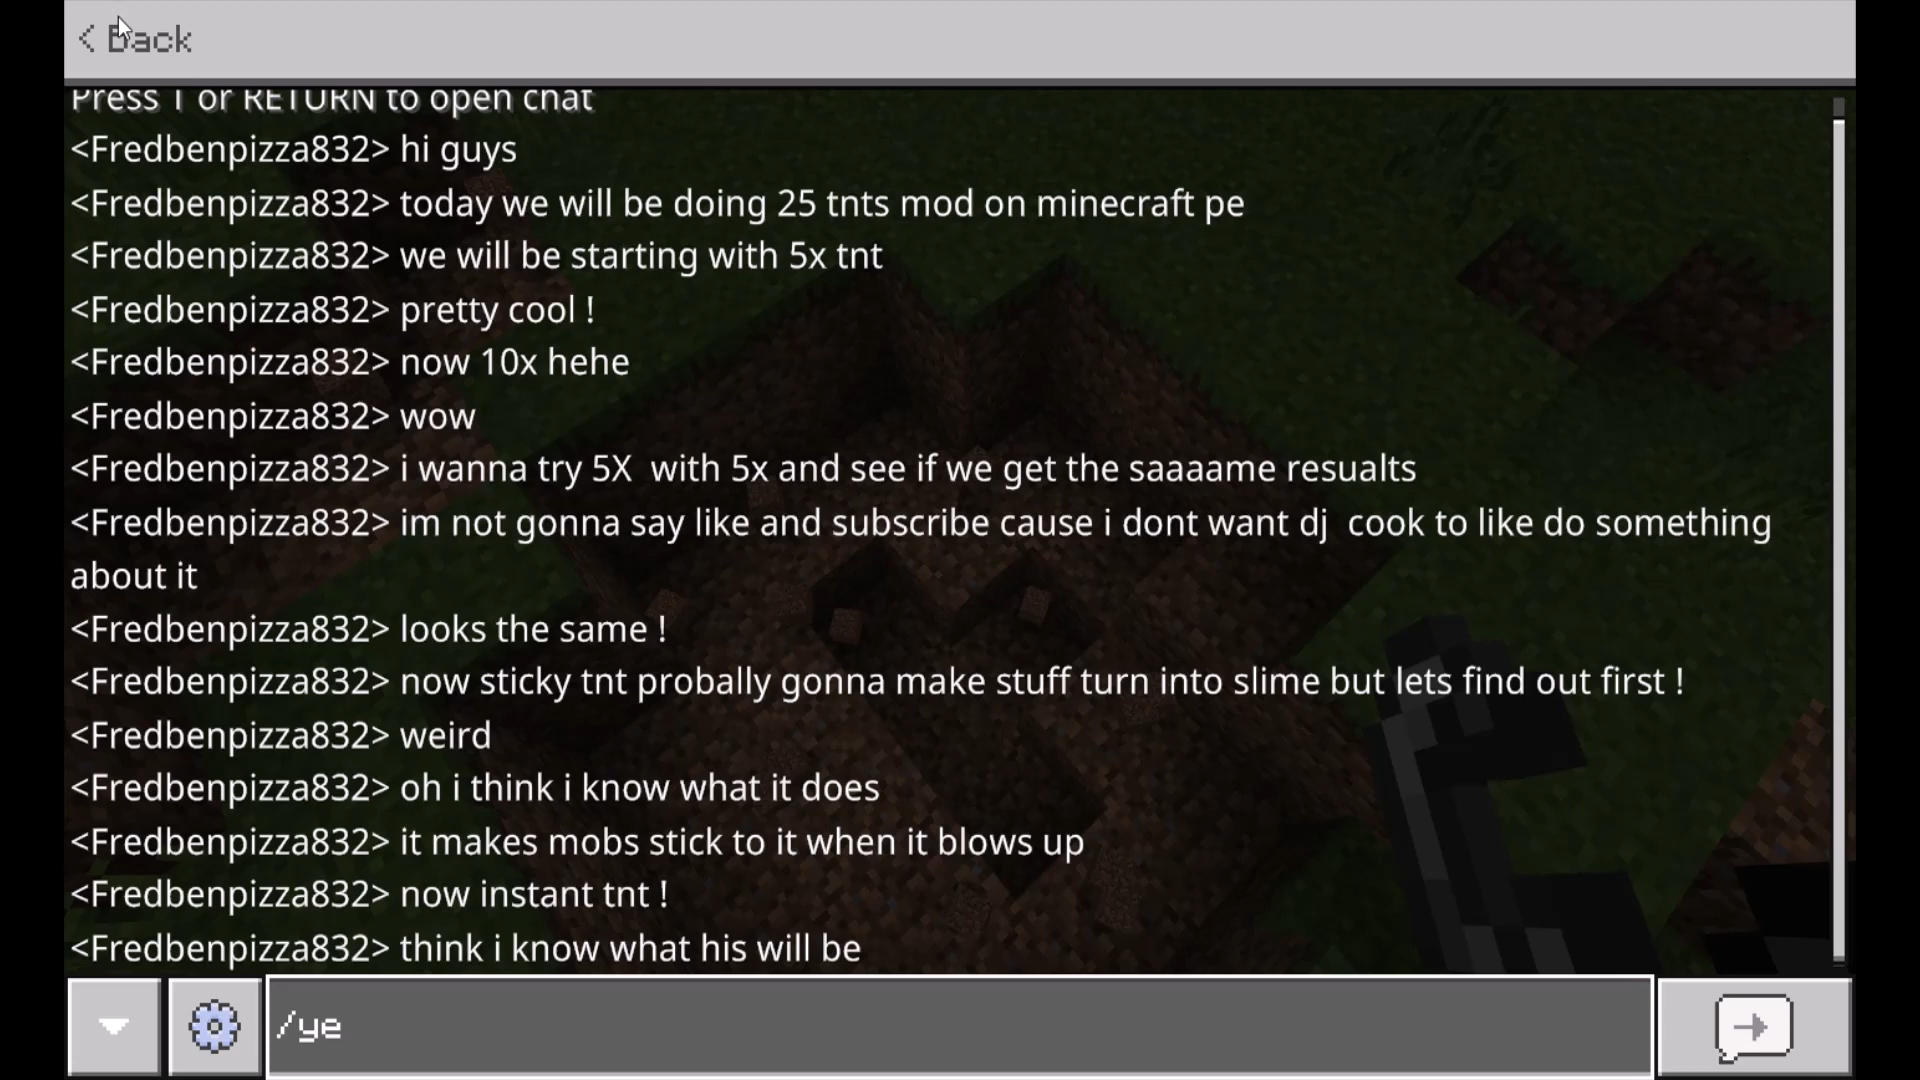 < Back
Press T or RETURN to open chat
<Fredbenpizza832> hi guys
<Fredbenpizza832> today we will be doing 25 tnts mod on minecraft pe
<Fredbenpizza832> we will be starting with 5x tnt
<Fredbenpizza832> pretty cool !
<Fredbenpizza832> now 10x hehe
<Fredbenpizza832> wow
<Fredbenpizza832> i wanna try 5X  with 5x and see if we get the saaaame resualts
<Fredbenpizza832> im not gonna say like and subscribe cause i dont want dj  cook to like do something
about it
<Fredbenpizza832> looks the same !
<Fredbenpizza832> now sticky tnt probally gonna make stuff turn into slime but lets find out first !
<Fredbenpizza832> weird
<Fredbenpizza832> oh i think i know what it does
<Fredbenpizza832> it makes mobs stick to it when it blows up
<Fredbenpizza832> now instant tnt !
<Fredbenpizza832> think i know what his will be
/ye